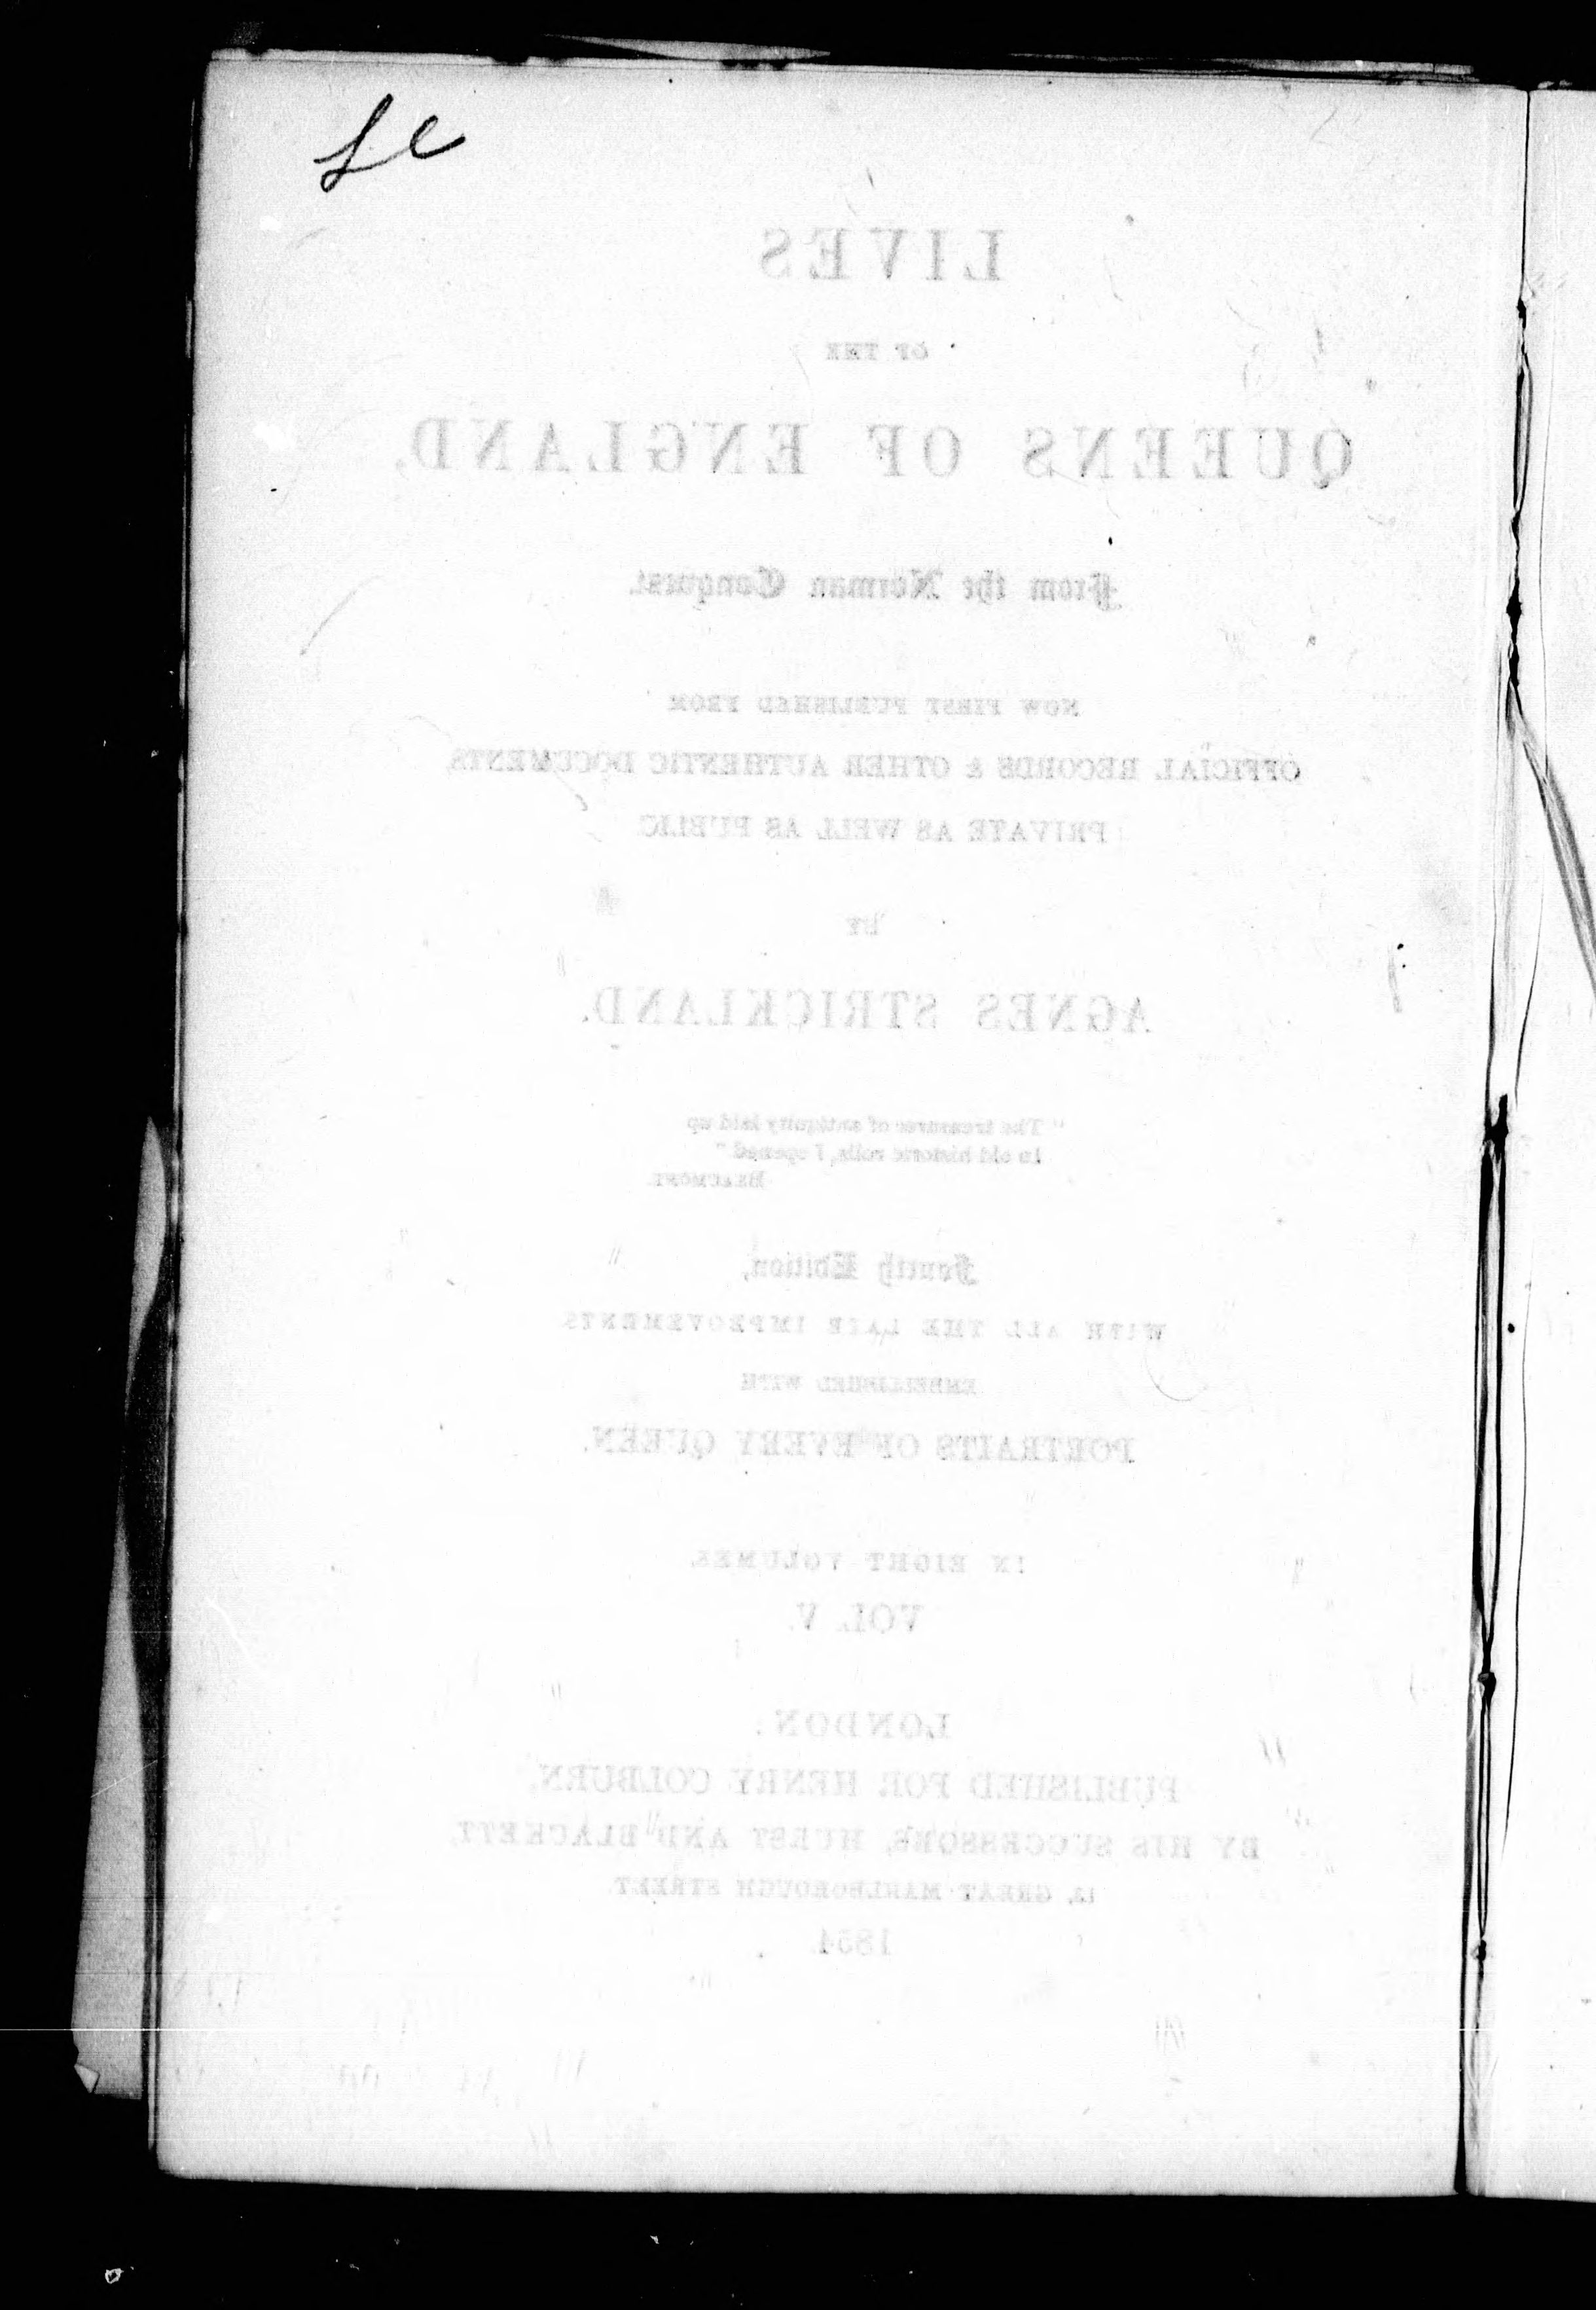 LIVES
OF THE
QUEENS OF ENGLAND,
From the Norman Conquest.
NOW FIRST PUBLISHED FROM
OFFICIAL RECORDS & OTHER AUTHENTIC DOCUMENTS,
PRIVATE AS WELL AS PUBLIC.
BY
AGNES STRICKLAND.
"The treasures of antiquity laid up
In old historic rolls, I opened."
BEAUMONT.
Fourth Edition,
WITH ALL THE LATE IMPROVEMENTS.
EMBELLISHED WITH
PORTRAITS OF EVERY QUEEN.
IN EIGHT VOLUMES.
VOL. V.
LONDON:
PUBLISHED FOR HENRY COLBURN,
BY HIS SUCCESSORS, HURST AND BLACKETT,
13, GREAT MARLBOROUGH STREET.
1854.